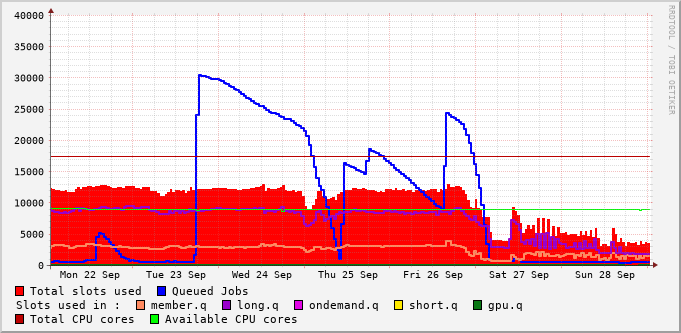 40000
35000
30000
25000
20000
15000
10000
5000
0
Mon 22 Sep Tue 23 Sep Wed 24 Sep Thu 25 Sep Fri 26 Sep Sat 27 Sep Sun 28 Sep
Total slots used Queued Jobs
Slots used in : member.q long.q ondemand.q short.q gpu.q
Total CPU cores Available CPU cores
RRDTOOL / TOBI OETIKER